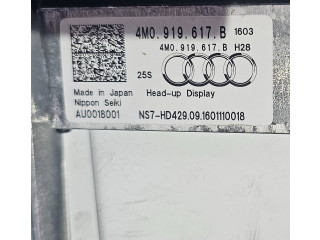 4M0.919.617.B 1603
4M0.919.617.B H28
25S
Made in Japan Head-up Display
Nippon Seiki
AU0018001 NS7-HD429.09.1601110018